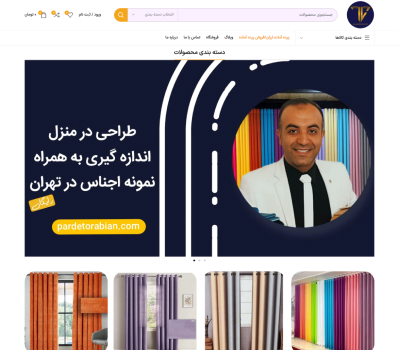 جستجوی محصولات
انتخاب دسته بندی
ورود / ثبت نام
۰ تومان
دسته بندی کالاها
پرده آماده ایران|فروش پرده آماده
وبلاگ
فروشگاه
تماس با ما
درباره ما
دسته بندی محصولات
طراحی در منزل
اندازه گیری به همراه
نمونه اجناس در تهران
رایگان
pardetorabian.com